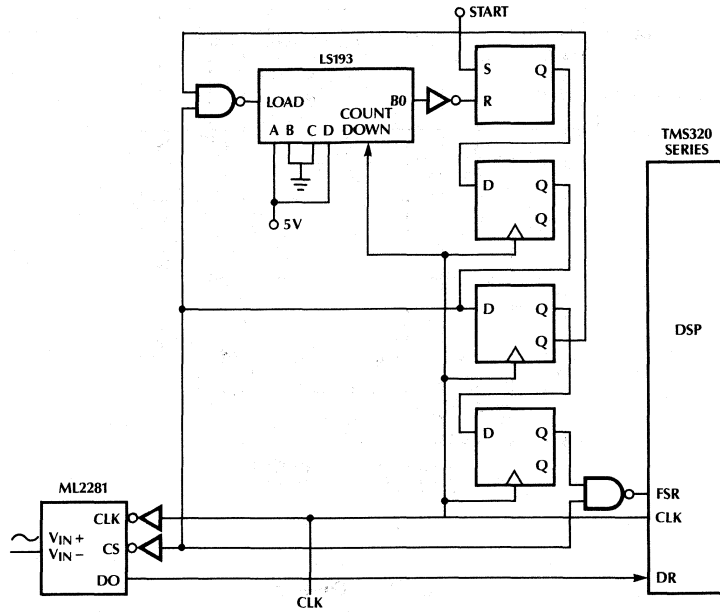 START
LS193
LOAD
B0
COUNT
DOWN
A B C D
5V
S Q
R
D Q
Q
D Q
Q
D Q
Q
TMS320
SERIES
DSP
FSR
CLK
DR
ML2281
CLK
VIN +
VIN −
CS
DO
CLK